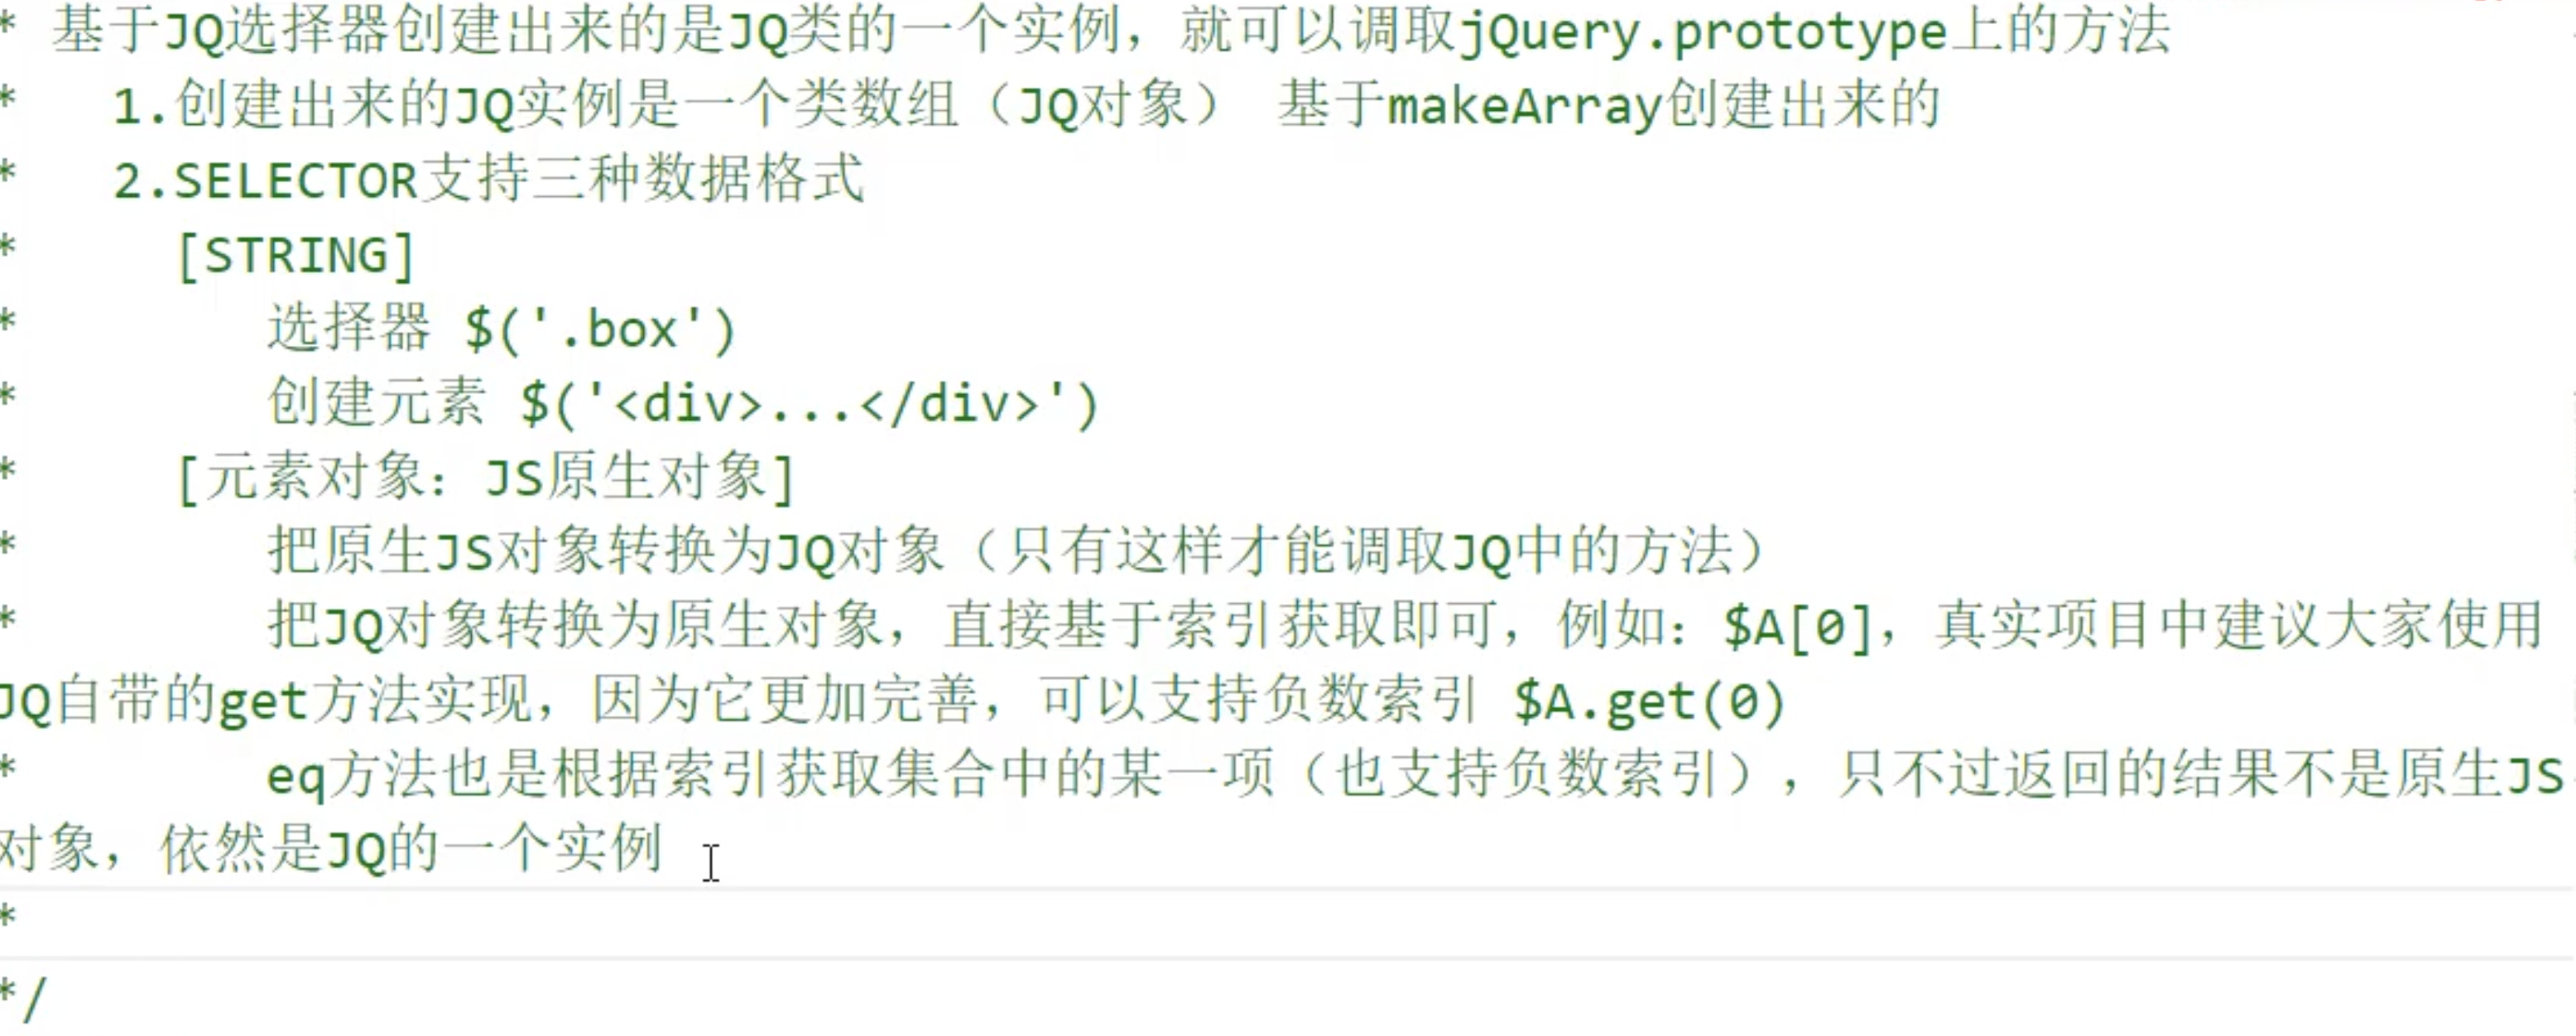 * 基于JQ选择器创建出来的是JQ类的一个实例，就可以调取jQuery.prototype上的方法
*   1.创建出来的JQ实例是一个类数组（JQ对象） 基于makeArray创建出来的
*   2.SELECTOR支持三种数据格式
*     [STRING]
*        选择器 $('.box')
*        创建元素 $('<div>...</div>')
*     [元素对象：JS原生对象]
*        把原生JS对象转换为JQ对象（只有这样才能调取JQ中的方法）
*        把JQ对象转换为原生对象，直接基于索引获取即可，例如：$A[0]，真实项目中建议大家使用
JQ自带的get方法实现，因为它更加完善，可以支持负数索引 $A.get(0)
*        eq方法也是根据索引获取集合中的某一项（也支持负数索引），只不过返回的结果不是原生JS
对象，依然是JQ的一个实例
*
*/